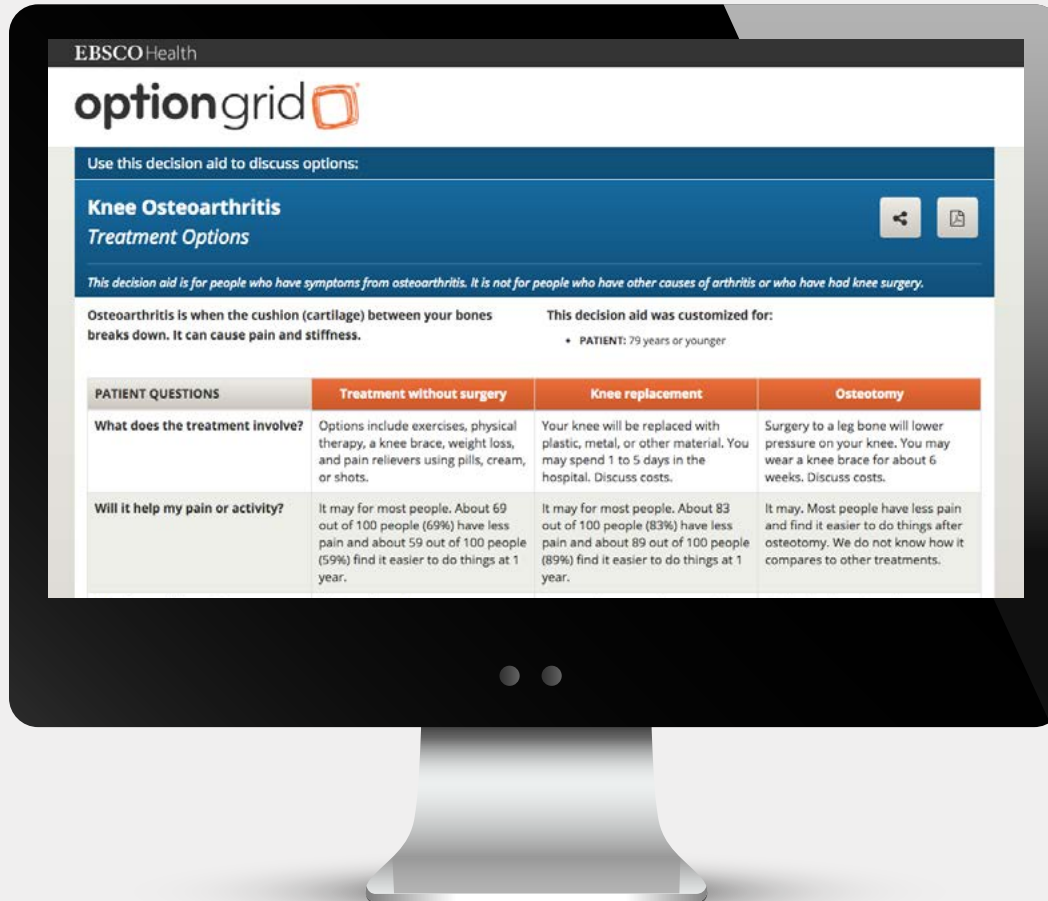 EBSCO Health
optiongrid
Use this decision aid to discuss options:
Knee Osteoarthritis
Treatment Options
This decision aid is for people who have symptoms from osteoarthritis. It is not for people who have other causes of arthritis or who have had knee surgery.
Osteoarthritis is when the cushion (cartilage) between your bones
breaks down. It can cause pain and stiffness.
This decision aid was customized for:
• PATIENT: 79 years or younger
PATIENT QUESTIONS
Treatment without surgery
Knee replacement
Osteotomy
What does the treatment involve?
Options include exercises, physical
therapy, a knee brace, weight loss,
and pain relievers using pills, cream,
or shots.
Your knee will be replaced with
plastic, metal, or other material. You
may spend 1 to 5 days in the
hospital. Discuss costs.
Surgery to a leg bone will lower
pressure on your knee. You may
wear a knee brace for about 6
weeks. Discuss costs.
Will it help my pain or activity?
It may for most people. About 69
out of 100 people (69%) have less
pain and about 59 out of 100 people
(59%) find it easier to do things at 1
year.
It may for most people. About 83
out of 100 people (83%) have less
pain and about 89 out of 100 people
(89%) find it easier to do things at 1
year.
It may. Most people have less pain
and find it easier to do things after
osteotomy. We do not know how it
compares to other treatments.